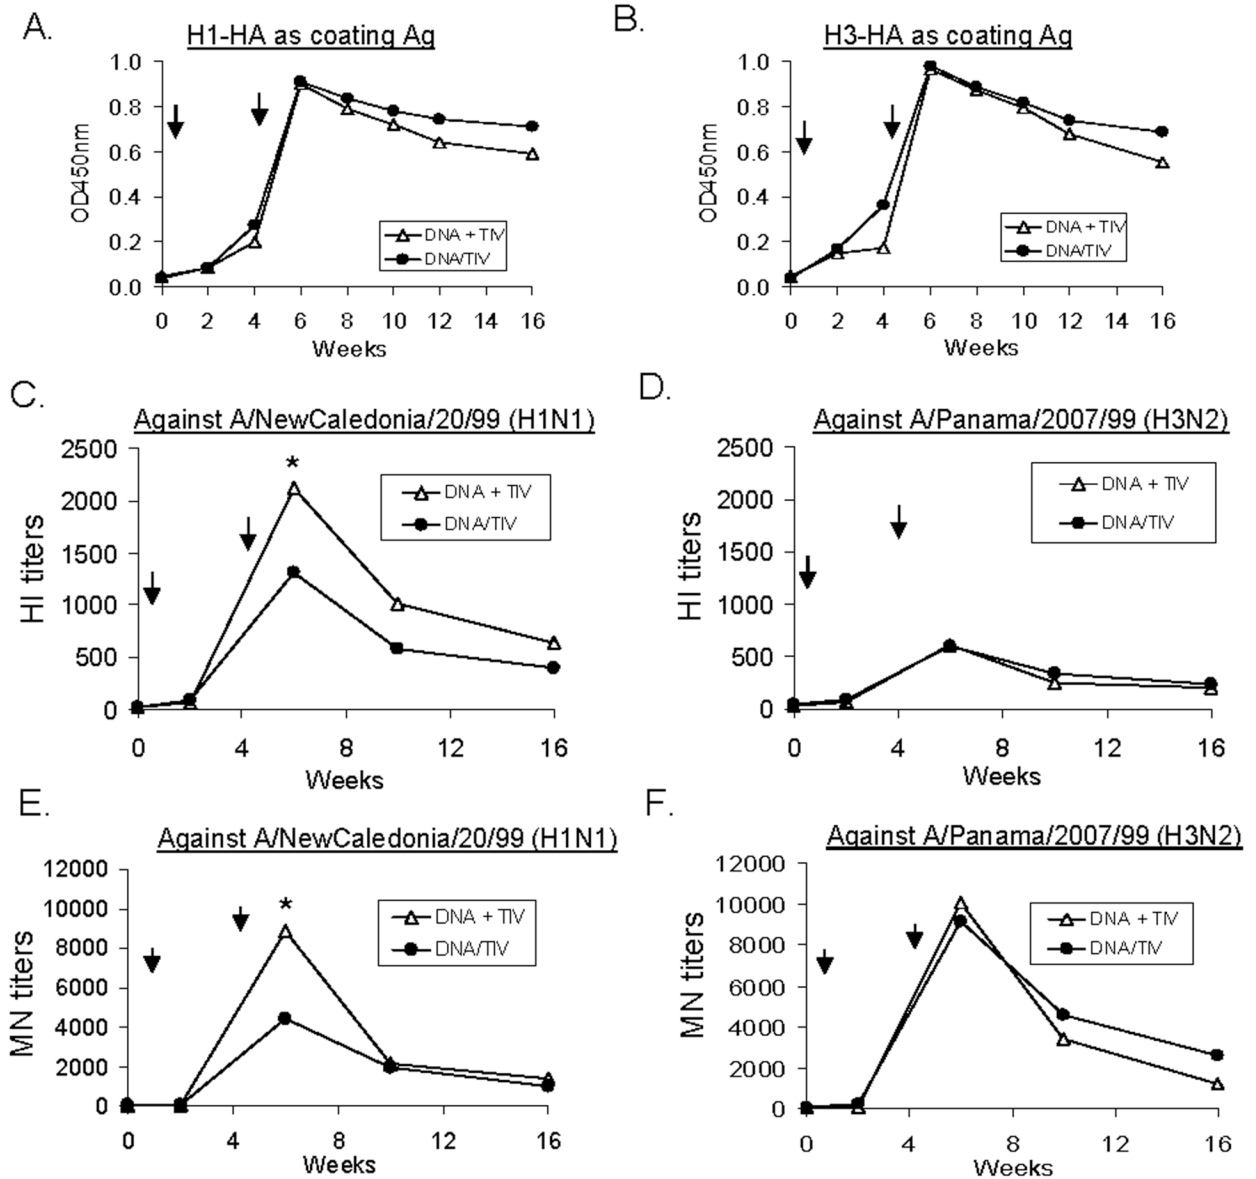 A.
H1-HA as coating Ag
OD450nm
1.0
0.8
0.6
0.4
0.2
0.0
0 2 4 6 8 10 12 14 16
Weeks
DNA + TIV
DNA/TIV
B.
H3-HA as coating Ag
OD450nm
1.0
0.8
0.6
0.4
0.2
0.0
0 2 4 6 8 10 12 14 16
Weeks
DNA + TIV
DNA/TIV
C.
Against A/NewCaledonia/20/99 (H1N1)
HI titers
2500
2000
1500
1000
500
0
*
0 4 8 12 16
Weeks
DNA + TIV
DNA/TIV
D.
Against A/Panama/2007/99 (H3N2)
HI titers
2500
2000
1500
1000
500
0
0 4 8 12 16
Weeks
DNA + TIV
DNA/TIV
E.
Against A/NewCaledonia/20/99 (H1N1)
MN titers
12000
10000
8000
6000
4000
2000
0
*
0 4 8 12 16
Weeks
DNA + TIV
DNA/TIV
F.
Against A/Panama/2007/99 (H3N2)
MN titers
12000
10000
8000
6000
4000
2000
0
0 4 8 12 16
Weeks
DNA + TIV
DNA/TIV